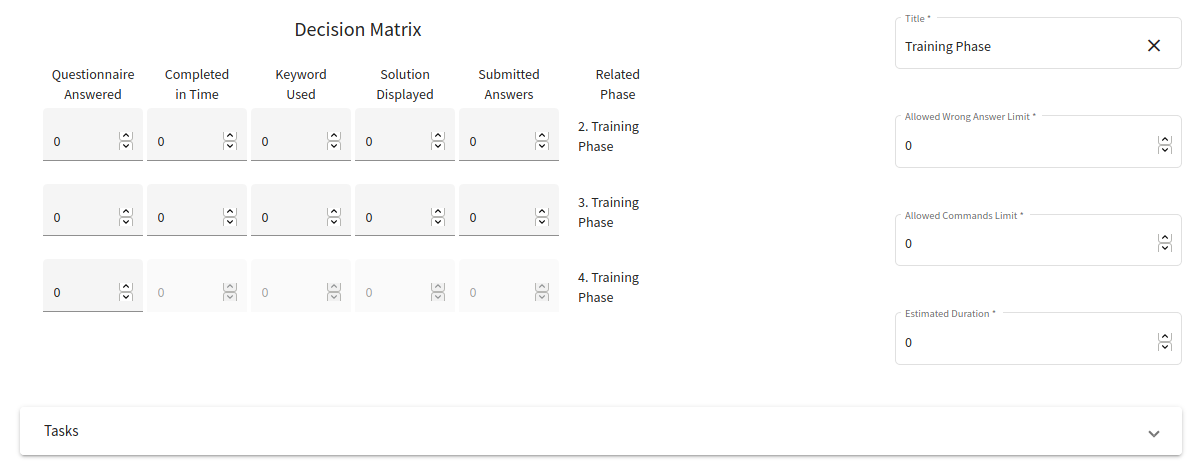 Decision Matrix
Questionnaire Answered
Completed in Time
Keyword Used
Solution Displayed
Submitted Answers
Related Phase
0 0 0 0 0 2. Training Phase
0 0 0 0 0 3. Training Phase
0 0 0 0 0 4. Training Phase
Title *
Training Phase
Allowed Wrong Answer Limit *
0
Allowed Commands Limit *
0
Estimated Duration *
0
Tasks